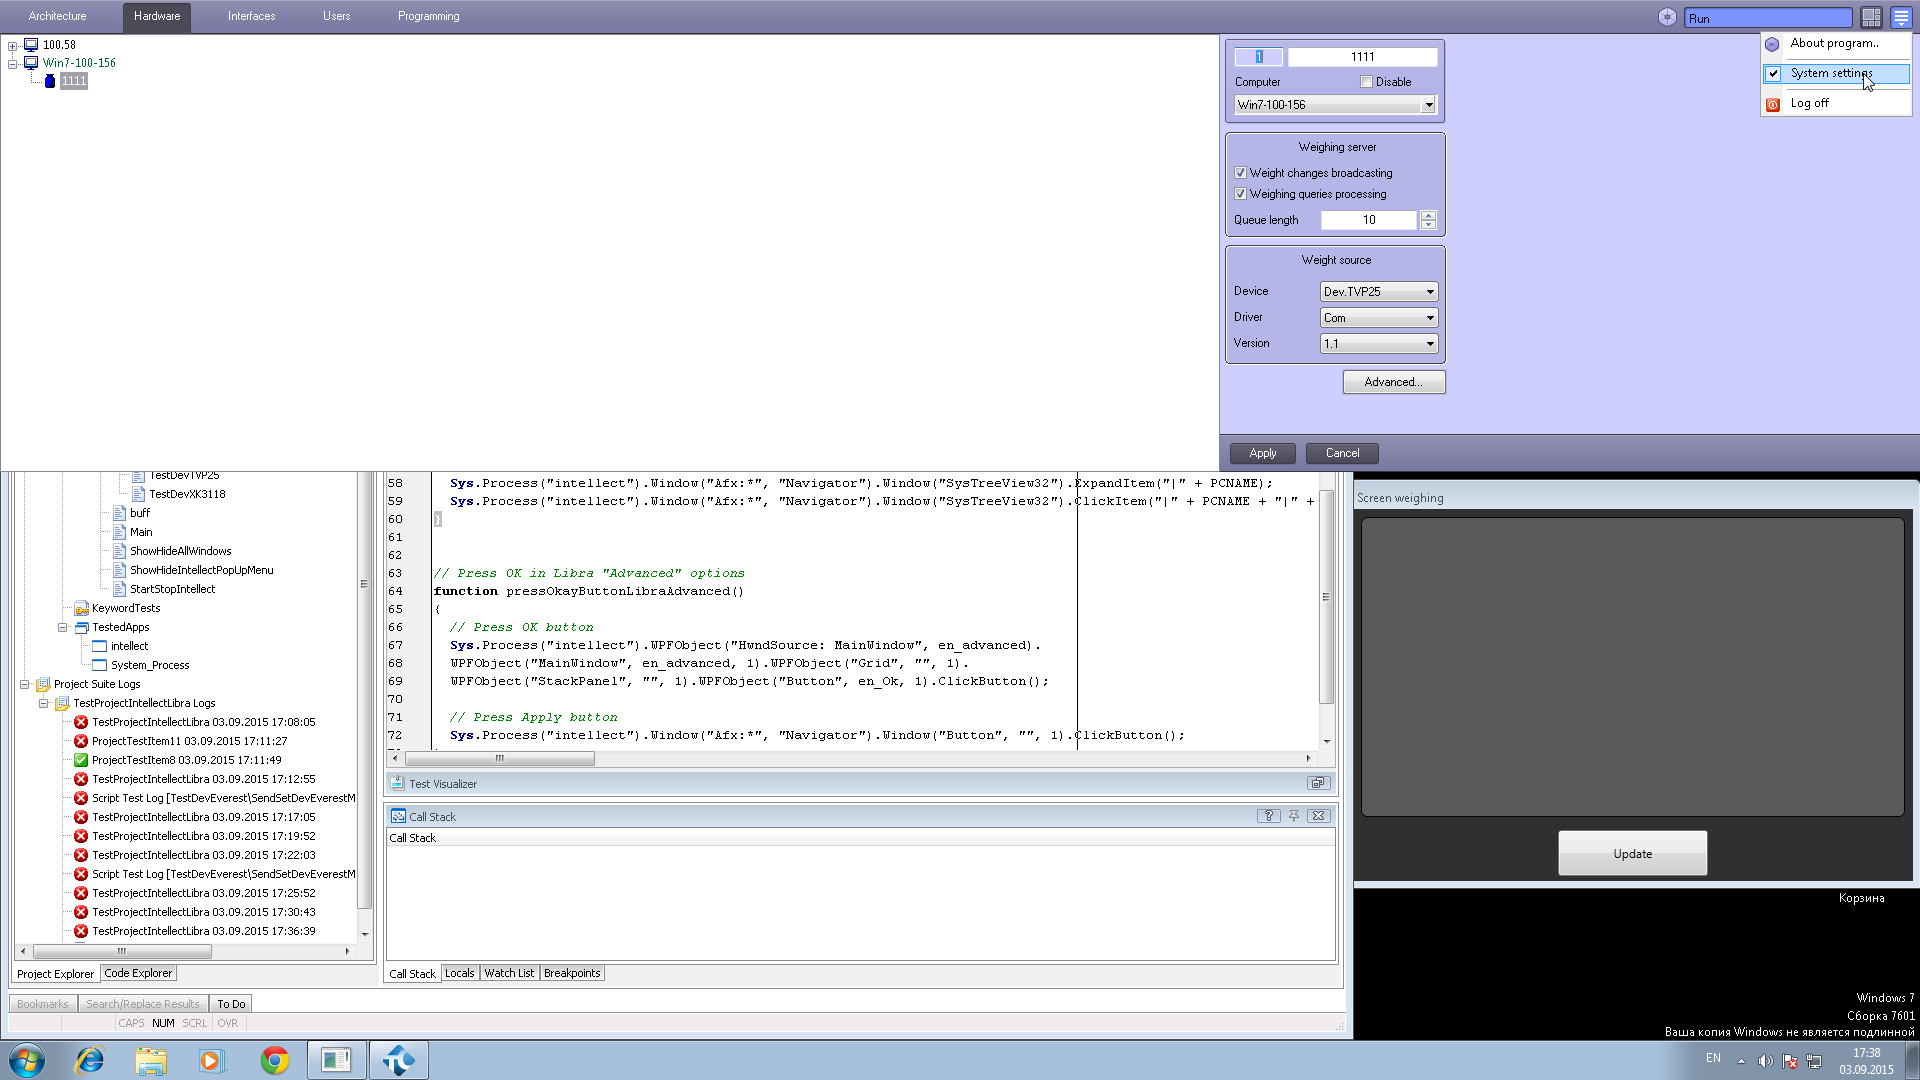 Architecture
Hardware
Interfaces
Users
Programming
Run
About program..
System settings
Log off
100.58
Win7-100-156
1111
1
1111
Computer
Disable
Win7-100-156
Weighing server
Weight changes broadcasting
Weighing queries processing
Queue length
10
Weight source
Device
Dev.TVP25
Driver
Com
Version
1.1
Advanced...
Apply
Cancel
TestDevTVP25
TestDevXK3118
buff
Main
ShowHideAllWindows
ShowHideIntellectPopUpMenu
StartStopIntellect
KeywordTests
TestedApps
intellect
System_Process
Project Suite Logs
TestProjectIntellectLibra Logs
TestProjectIntellectLibra 03.09.2015 17:08:05
ProjectTestItem11 03.09.2015 17:11:27
ProjectTestItem8 03.09.2015 17:11:49
TestProjectIntellectLibra 03.09.2015 17:12:55
Script Test Log [TestDevEverest\SendSetDevEverestM
TestProjectIntellectLibra 03.09.2015 17:17:05
TestProjectIntellectLibra 03.09.2015 17:19:52
TestProjectIntellectLibra 03.09.2015 17:22:03
Script Test Log [TestDevEverest\SendSetDevEverestM
TestProjectIntellectLibra 03.09.2015 17:25:52
TestProjectIntellectLibra 03.09.2015 17:30:43
TestProjectIntellectLibra 03.09.2015 17:36:39
Project Explorer
Code Explorer
58 Sys.Process("intellect").Window("Afx:*", "Navigator").Window("SysTreeView32").ExpandItem("|" + PCNAME);
59 Sys.Process("intellect").Window("Afx:*", "Navigator").Window("SysTreeView32").ClickItem("|" + PCNAME + "|" +
60 }
61
62
63 // Press OK in Libra "Advanced" options
64 function pressOkayButtonLibraAdvanced()
65 {
66 // Press OK button
67 Sys.Process("intellect").WPFObject("HwndSource: MainWindow", en_advanced).
68 WPFObject("MainWindow", en_advanced, 1).WPFObject("Grid", "", 1).
69 WPFObject("StackPanel", "", 1).WPFObject("Button", en_Ok, 1).ClickButton();
70
71 // Press Apply button
72 Sys.Process("intellect").Window("Afx:*", "Navigator").Window("Button", "", 1).ClickButton();
Test Visualizer
Call Stack
Call Stack
Call Stack
Locals
Watch List
Breakpoints
Bookmarks
Search/Replace Results
To Do
CAPS NUM SCRL OVR
Screen weighing
Update
Корзина
Windows 7
Сборка 7601
Ваша копия Windows не является подлинной
EN
17:38
03.09.2015